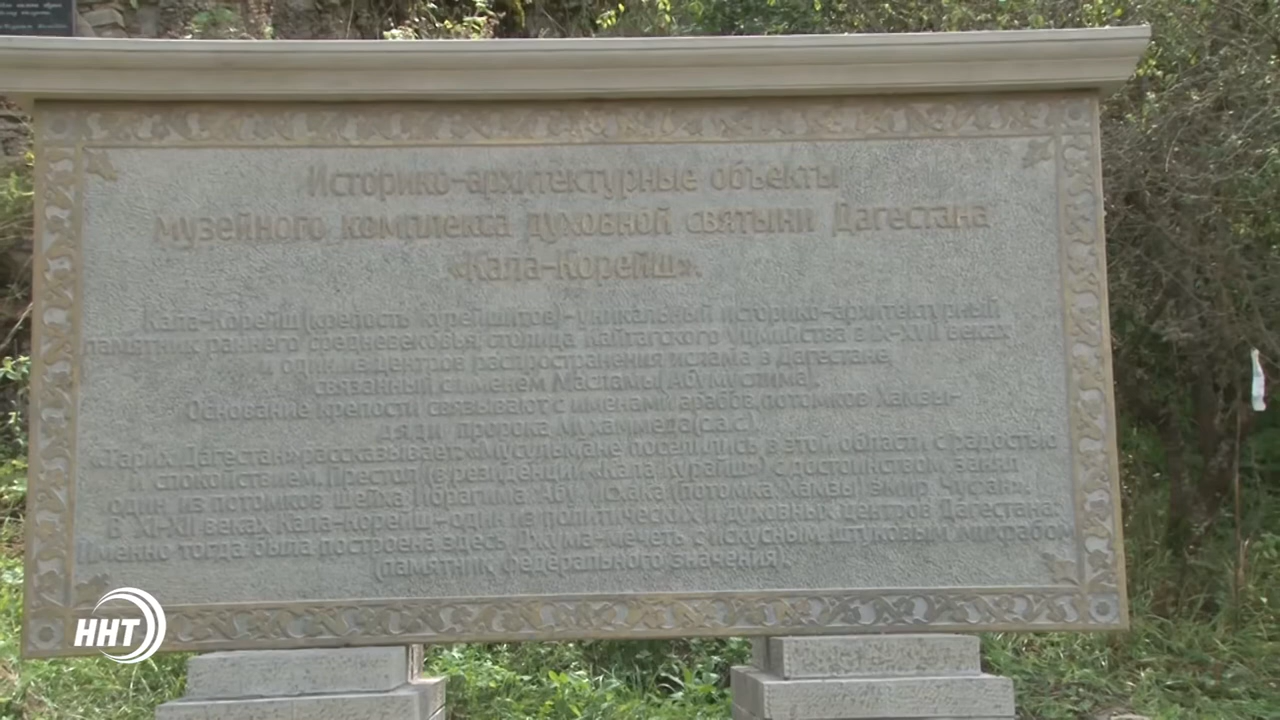 Историко-архитектурные объекты
музейного комплекса духовной святыни Дагестана
«Кала-Корейш».
Кала-Корейш(крепость курейшитов)-уникальный историко-архитектурный
памятник раннего средневековья, столица Кайтагского Уцмийства в IX-XVII веках
и один из центров распространения ислама в Дагестане,
связанный с именем Масламы Абумуслима.
Основание крепости связывают с именами арабов,потомков Хамзы-
дяди пророка Мухаммеда(с.а.с).
«Тарих Дагестан»рассказывает:«Мусульмане поселились в этой области с радостью
и спокойствием. Престол (в резиденции «Кала-курайш») с достоинством занял
один из потомков шейха Ибрагима Абу Исхака (потомка Хамзы) эмир Чуфан».
В XI-XII веках Кала-корейш-один из политических и духовных центров Дагестана.
Именно тогда была построена здесь Джума-мечеть с искусным штуковым михрабом
(памятник федерального значения).
ННТ